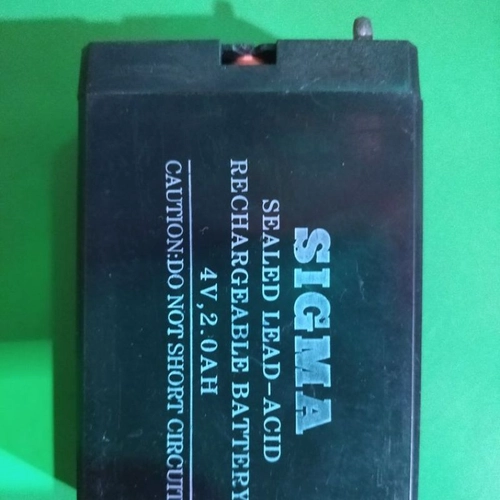 SIGMA
SEALED LEAD-ACID
RECHARGEABLE BATTERY
4V,2.0AH
CAUTION:DO NOT SHORT CIRCUIT